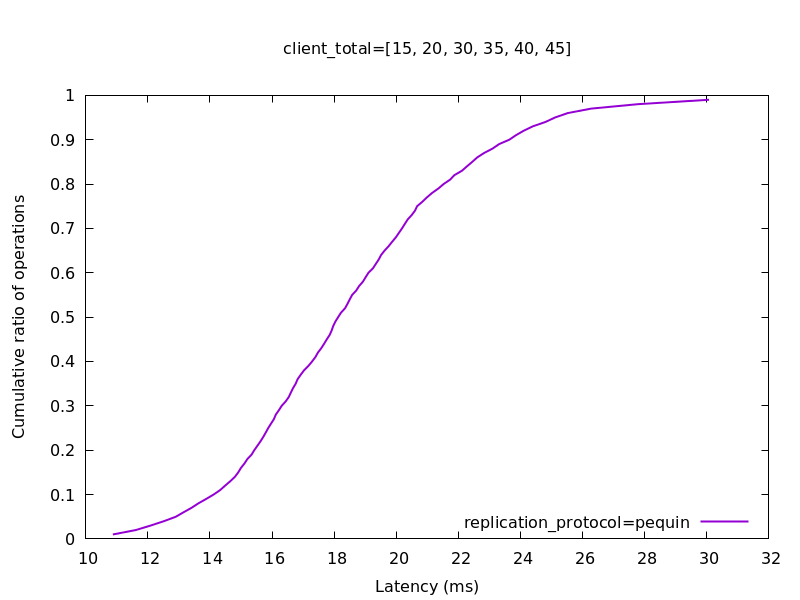 client_total=[15, 20, 30, 35, 40, 45]
1
0.9
0.8
0.7
0.6
0.5
0.4
0.3
0.2
0.1
0
Cumulative ratio of operations
replication_protocol=pequin
10 12 14 16 18 20 22 24 26 28 30 32
Latency (ms)